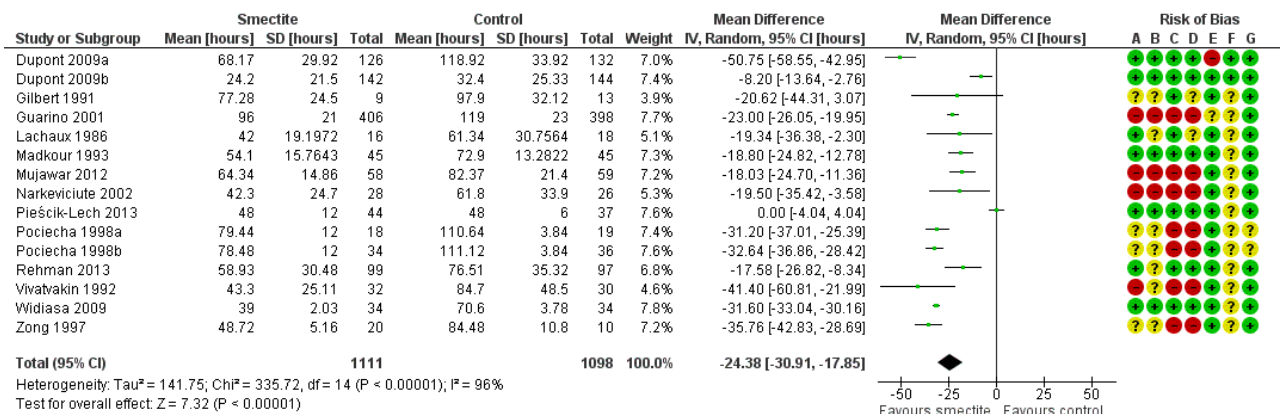 Smectite Control Mean Difference Mean Difference Risk of Bias
Study or Subgroup Mean [hours] SD [hours] Total Mean [hours] SD [hours] Total Weight IV, Random, 95% CI [hours] IV, Random, 95% CI [hours] A B C D E F G
Dupont 2009a 68.17 29.92 126 118.92 33.92 132 7.0% -50.75 [-58.55, -42.95] + + + + - + +
Dupont 2009b 24.2 21.5 142 32.4 25.33 144 7.4% -8.20 [-13.64, -2.76] + + + + + + +
Gilbert 1991 77.28 24.5 9 97.9 32.12 13 3.9% -20.62 [-44.31, 3.07] ? ? + ? + ? +
Guarino 2001 96 21 406 119 23 398 7.7% -23.00 [-26.05, -19.95] - - - - ? ? +
Lachaux 1986 42 19.1972 16 61.34 30.7564 18 5.1% -19.34 [-36.38, -2.30] + ? + ? + ? +
Madkour 1993 54.1 15.7643 45 72.9 13.2822 45 7.3% -18.80 [-24.82, -12.78] + + + + + ? +
Mujawar 2012 64.34 14.86 58 82.37 21.4 59 7.2% -18.03 [-24.70, -11.36] - - - - + ? +
Narkeviciute 2002 42.3 24.7 28 61.8 33.9 26 5.4% -19.50 [-35.42, -3.58] - - - - + ? +
Pieścik-Lech 2013 48 12 44 48 6 37 7.6% 0.00 [-4.04, 4.04] + + + + + ? +
Pociecha 1998a 79.44 12 18 110.64 3.84 19 7.3% -31.20 [-37.01, -25.39] ? ? - - + ? ?
Pociecha 1998b 78.48 12 34 111.12 3.84 36 7.6% -32.64 [-36.86, -28.42] ? ? - - + ? ?
Rehman 2013 58.93 30.48 99 76.51 35.32 97 6.8% -17.58 [-26.82, -8.34] + ? - - + ? +
Vivatvakin 1992 43.3 25.11 32 84.7 48.5 30 4.7% -41.40 [-60.81, -21.99] - ? - - + ? +
Widiasa 2009 39 2.03 34 70.6 3.78 34 7.8% -31.60 [-33.04, -30.16] + + + + + ? +
Zong 1997 48.72 5.16 20 84.48 10.8 10 7.2% -35.76 [-42.83, -28.69] ? ? - - + ? +
Total (95% CI) 1111 1098 100.0% -24.38 [-30.91, -17.85]
Heterogeneity: Tau² = 141.75; Chi² = 335.72, df = 14 (P < 0.00001); I² = 96%
Test for overall effect: Z = 7.32 (P < 0.00001)
-50 -25 0 25 50
Favours smectite Favours control